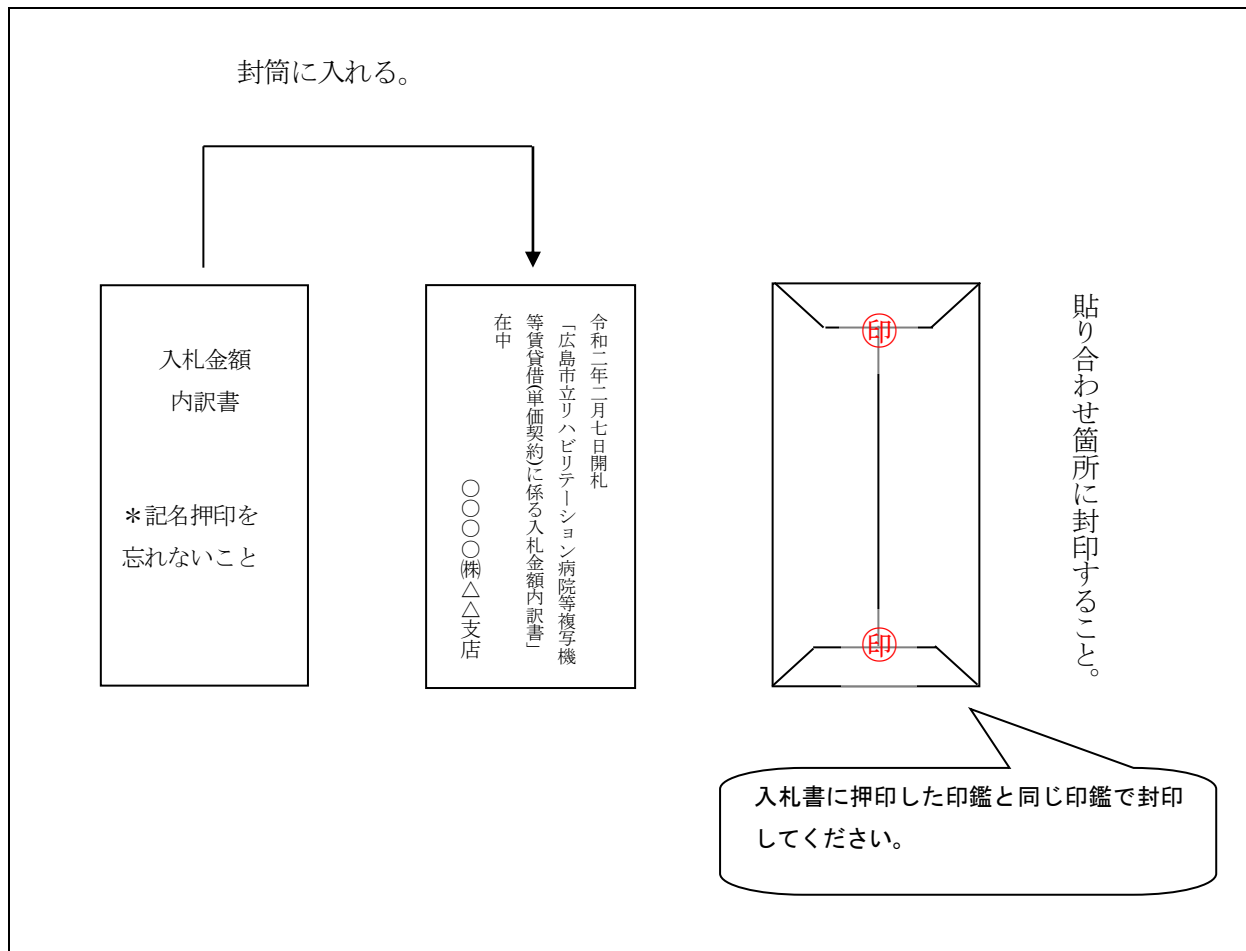 封筒に入れる。
入札金額
内訳書
＊記名押印を
忘れないこと
令和二年二月七日開札
「広島市立リハビリテーション病院等複写機
等賃貸借(単価契約)に係る入札金額内訳書」
在中
〇〇〇〇㈱△△支店
印
印
貼り合わせ箇所に封印すること。
入札書に押印した印鑑と同じ印鑑で封印
してください。